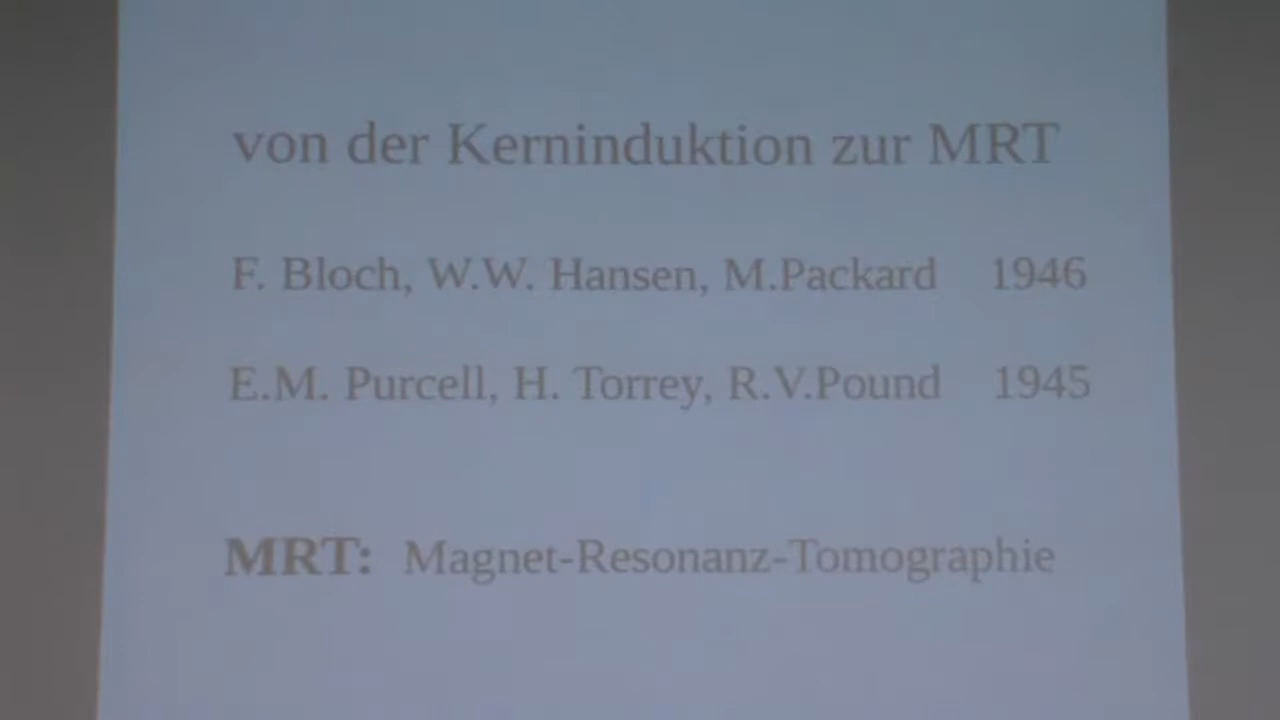 von der Kerninduktion zur MRT
F. Bloch, W.W. Hansen, M.Packard 1946
E.M. Purcell, H. Torrey, R.V.Pound 1945
MRT: Magnet-Resonanz-Tomographie